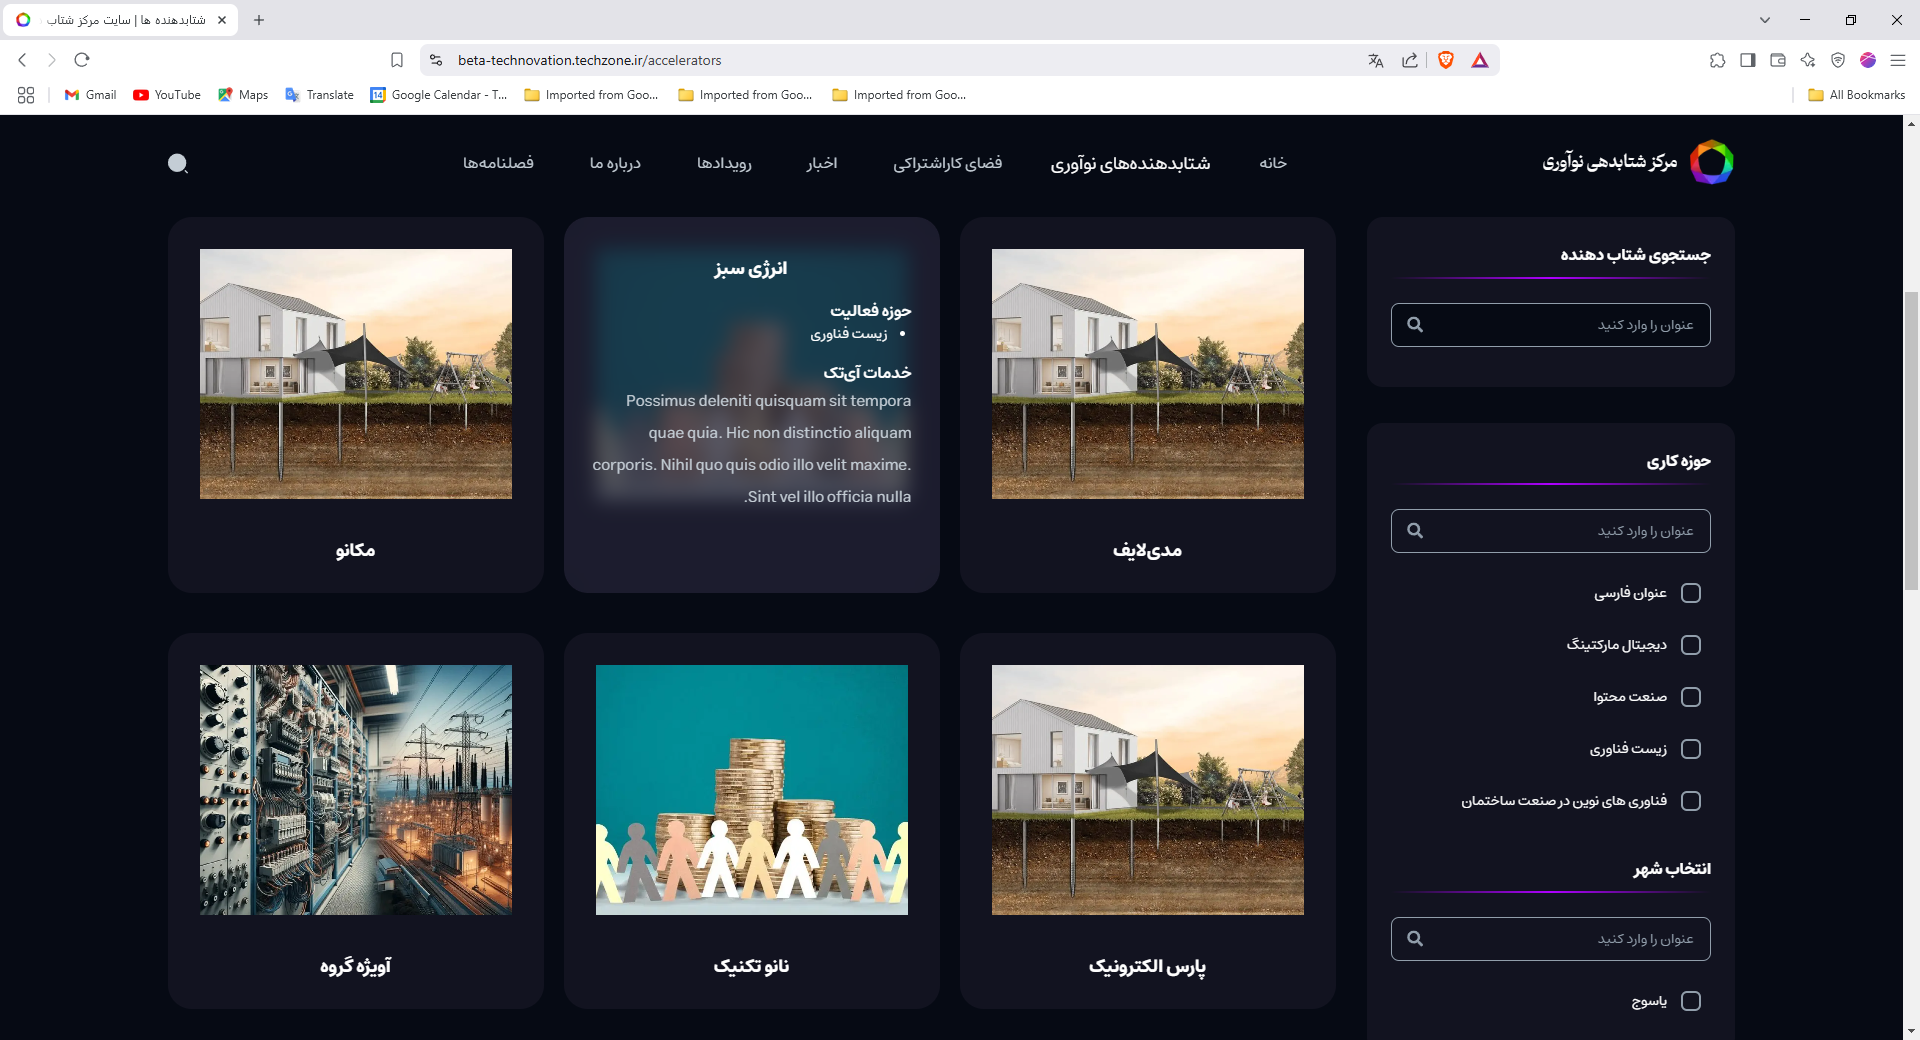 شتابدهنده ها | سایت مرکز شتاب
beta-technovation.techzone.ir/accelerators
Gmail
YouTube
Maps
Translate
14 Google Calendar - T...
Imported from Goo...
Imported from Goo...
Imported from Goo...
All Bookmarks
مرکز شتابدهی نوآوری
خانه
شتابدهنده‌های نوآوری
فضای کاراشتراکی
اخبار
رویدادها
درباره ما
فصلنامه‌ها
جستجوی شتاب دهنده
عنوان را وارد کنید
حوزه کاری
عنوان را وارد کنید
عنوان فارسی
دیجیتال مارکتینگ
صنعت محتوا
زیست فناوری
فناوری های نوین در صنعت ساختمان
انتخاب شهر
عنوان را وارد کنید
یاسوج
مدی‌لایف
انرژی سبز
حوزه فعالیت
• زیست فناوری
خدمات آی‌تک
Possimus deleniti quisquam sit tempora
quae quia. Hic non distinctio aliquam
corporis. Nihil quo quis odio illo velit maxime.
.Sint vel illo officia nulla
مکانو
پارس الکترونیک
نانو تکنیک
آویژه گروه